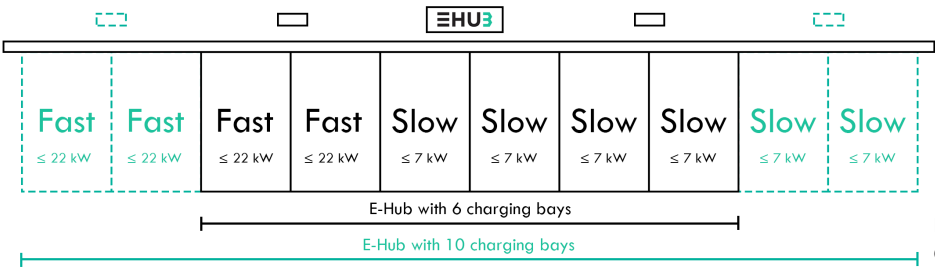 EHUB
Fast Fast Fast Fast Slow Slow Slow Slow Slow Slow
≤ 22 kW ≤ 22 kW ≤ 22 kW ≤ 22 kW ≤ 7 kW ≤ 7 kW ≤ 7 kW ≤ 7 kW ≤ 7 kW ≤ 7 kW
E-Hub with 6 charging bays
E-Hub with 10 charging bays